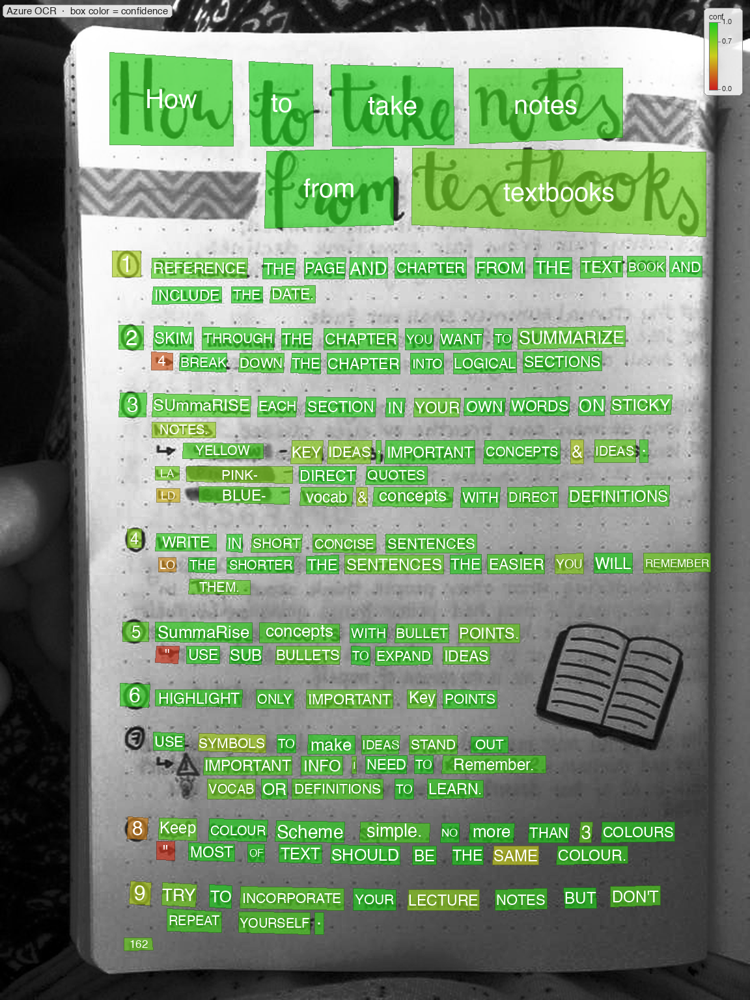 Azure OCR · box color = confidence
conf
1.0
0.7
0.0
How to take notes
from textbooks
1 REFERENCE THE PAGE AND CHAPTER FROM THE TEXT BOOK AND
INCLUDE THE DATE.
2 SKIM THROUGH THE CHAPTER YOU WANT TO SUMMARIZE
↳ BREAK DOWN THE CHAPTER INTO LOGICAL SECTIONS
3 SUmmaRISE EACH SECTION IN YOUR OWN WORDS ON STICKY
NOTES.
↳ YELLOW - KEY IDEAS, IMPORTANT CONCEPTS & IDEAS.
↳ PINK- DIRECT QUOTES
↳ BLUE- vocab & concepts WITH DIRECT DEFINITIONS
4 WRITE IN SHORT CONCISE SENTENCES
↳ THE SHORTER THE SENTENCES THE EASIER YOU WILL REMEMBER
THEM.
5 SummaRise concepts WITH BULLET POINTS.
↳ USE SUB BULLETS TO EXPAND IDEAS
6 HIGHLIGHT ONLY IMPORTANT Key POINTS
7 USE SYMBOLS TO make IDEAS STAND OUT
↳ IMPORTANT INFO I NEED TO Remember.
VOCAB OR DEFINITIONS TO LEARN.
8 Keep COLOUR Scheme simple. NO more THAN 3 COLOURS
↳ MOST OF TEXT SHOULD BE THE SAME COLOUR.
9 TRY TO INCORPORATE YOUR LECTURE NOTES BUT DON'T
REPEAT YOURSELF.
162